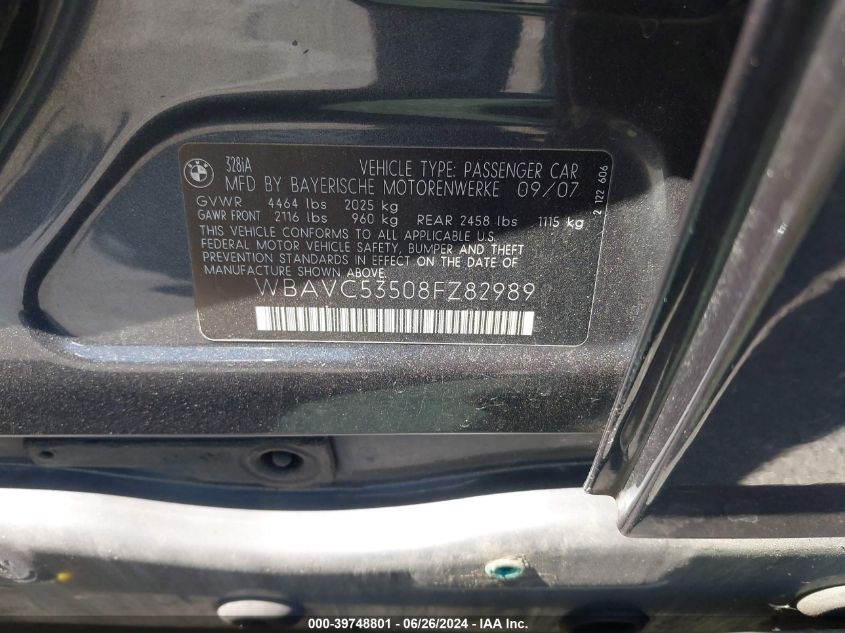 BMW
328iA VEHICLE TYPE: PASSENGER CAR
MFD BY BAYERISCHE MOTORENWERKE 09/07
GVWR 4464 lbs 2025 kg
GAWR FRONT 2116 lbs 960 kg REAR 2458 lbs 1115 kg
THIS VEHICLE CONFORMS TO ALL APPLICABLE U.S.
FEDERAL MOTOR VEHICLE SAFETY, BUMPER AND THEFT
PREVENTION STANDARDS IN EFFECT ON THE DATE OF
MANUFACTURE SHOWN ABOVE.
WBAVC53508FZ82989
2 122 606
000-39748801 - 06/26/2024 - IAA Inc.